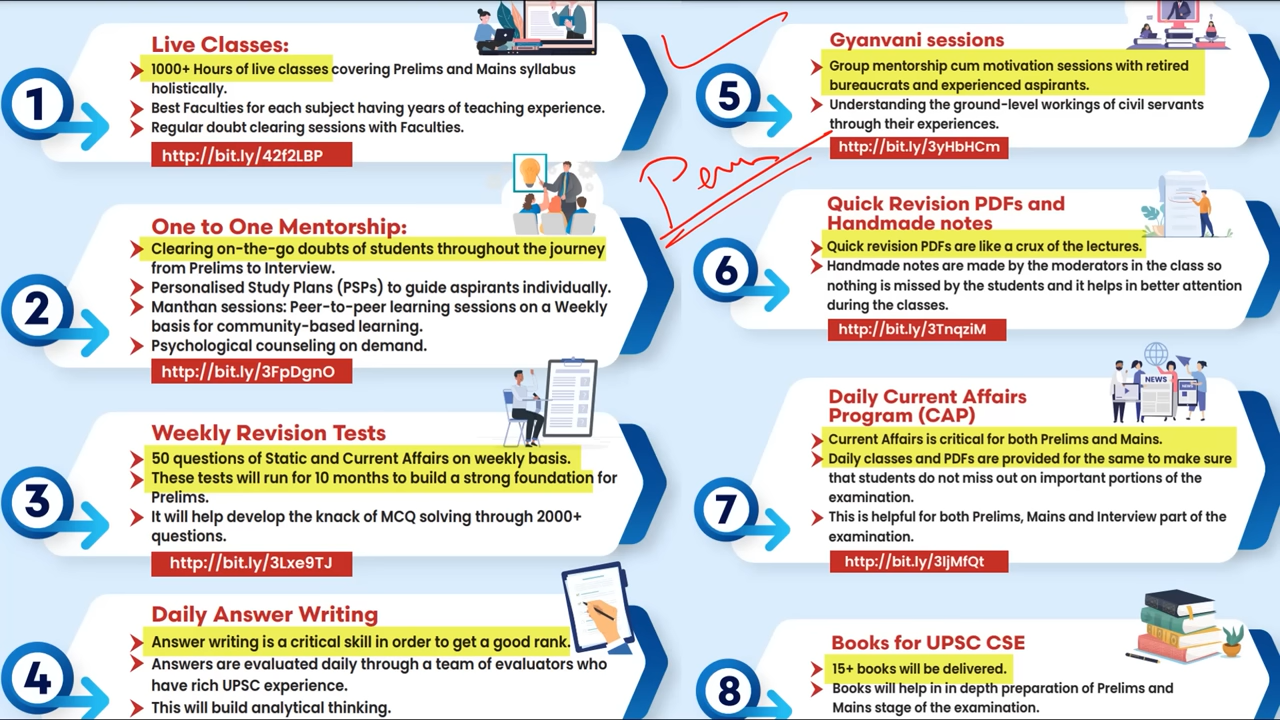 1
Live Classes:
1000+ Hours of live classes covering Prelims and Mains syllabus
holistically.
Best Faculties for each subject having years of teaching experience.
Regular doubt clearing sessions with Faculties.
http://bit.ly/42f2LBP
2
One to One Mentorship:
Clearing on-the-go doubts of students throughout the journey
from Prelims to Interview.
Personalised Study Plans (PSPs) to guide aspirants individually.
Manthan sessions: Peer-to-peer learning sessions on a Weekly
basis for community-based learning.
Psychological counseling on demand.
http://bit.ly/3FpDgnO
3
Weekly Revision Tests
50 questions of Static and Current Affairs on weekly basis.
These tests will run for 10 months to build a strong foundation for
Prelims.
It will help develop the knack of MCQ solving through 2000+
questions.
http://bit.ly/3Lxe9TJ
4
Daily Answer Writing
Answer writing is a critical skill in order to get a good rank.
Answers are evaluated daily through a team of evaluators who
have rich UPSC experience.
This will build analytical thinking.
5
Gyanvani sessions
Group mentorship cum motivation sessions with retired
bureaucrats and experienced aspirants.
Understanding the ground-level workings of civil servants
through their experiences.
http://bit.ly/3yHbHCm
6
Quick Revision PDFs and
Handmade notes
Quick revision PDFs are like a crux of the lectures.
Handmade notes are made by the moderators in the class so
nothing is missed by the students and it helps in better attention
during the classes.
http://bit.ly/3TnqziM
7
Daily Current Affairs
Program (CAP)
NEWS
NEWS
Current Affairs is critical for both Prelims and Mains.
Daily classes and PDFs are provided for the same to make sure
that students do not miss out on important portions of the
examination.
This is helpful for both Prelims, Mains and Interview part of the
examination.
http://bit.ly/3IjMfQt
8
Books for UPSC CSE
15+ books will be delivered.
Books will help in in depth preparation of Prelims and
Mains stage of the examination.